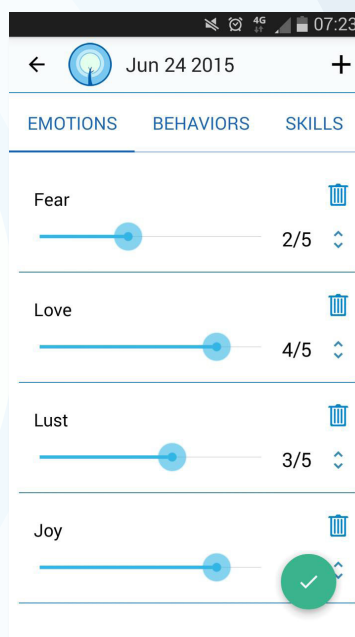 4G 07:23
Jun 24 2015
EMOTIONS BEHAVIORS SKILLS
Fear
2/5
Love
4/5
Lust
3/5
Joy